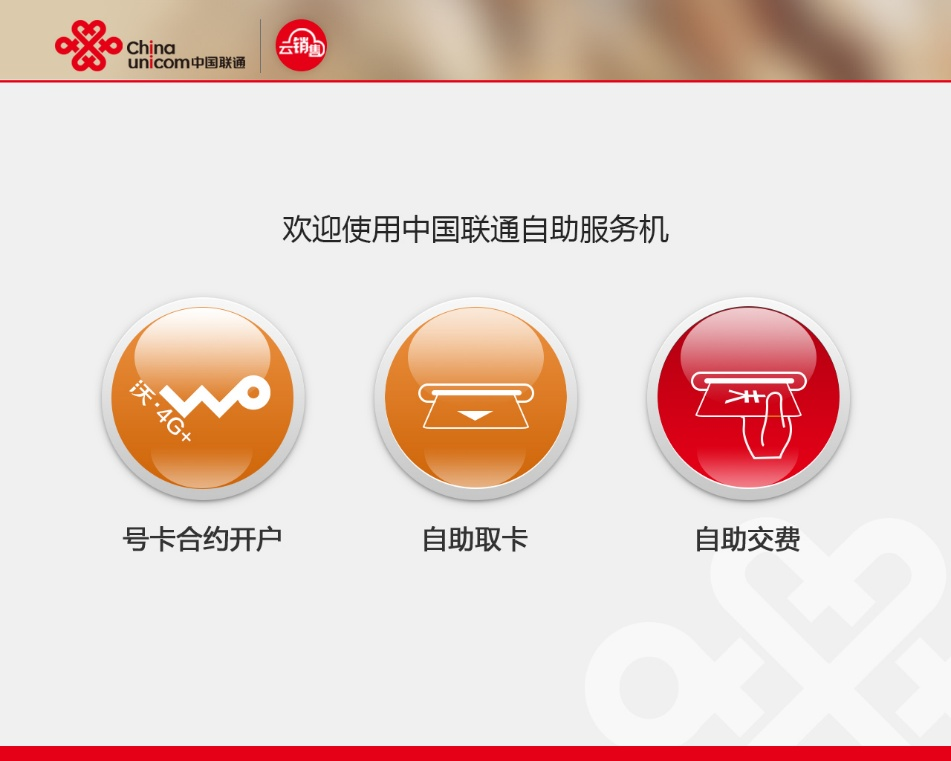 China
unicom中国联通
云销售
欢迎使用中国联通自助服务机
沃·4G+
号卡合约开户
自助取卡
自助交费